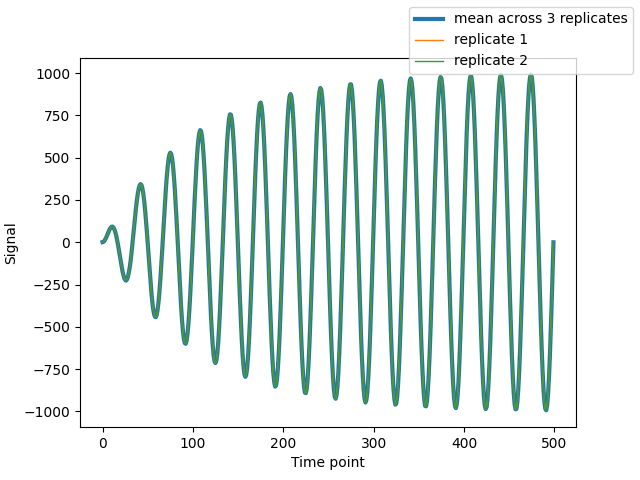 mean across 3 replicates
replicate 1
replicate 2
1000
750
500
250
0
−250
−500
−750
−1000
Signal
0 100 200 300 400 500
Time point